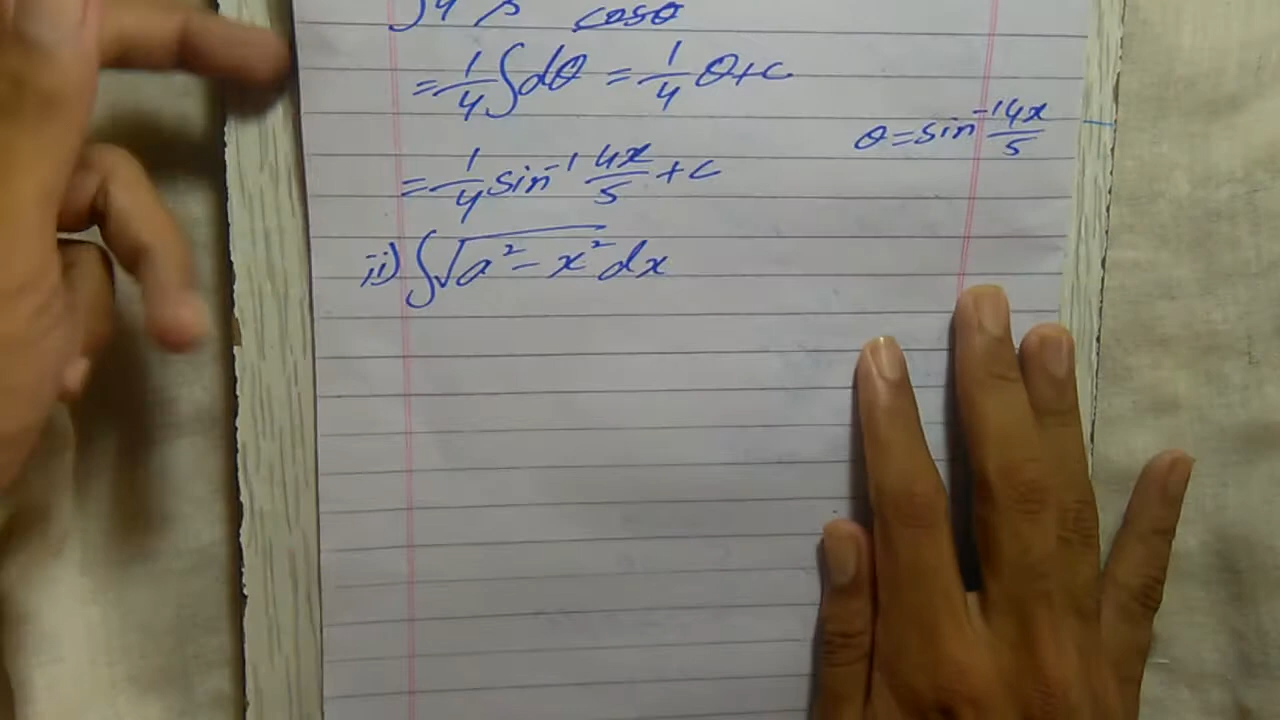 cosθ
= 1/4 ∫dθ = 1/4 θ+c
θ = sin⁻¹ 4x/5
= 1/4 sin⁻¹ 4x/5 + c
ii) ∫√(a² - x²) dx